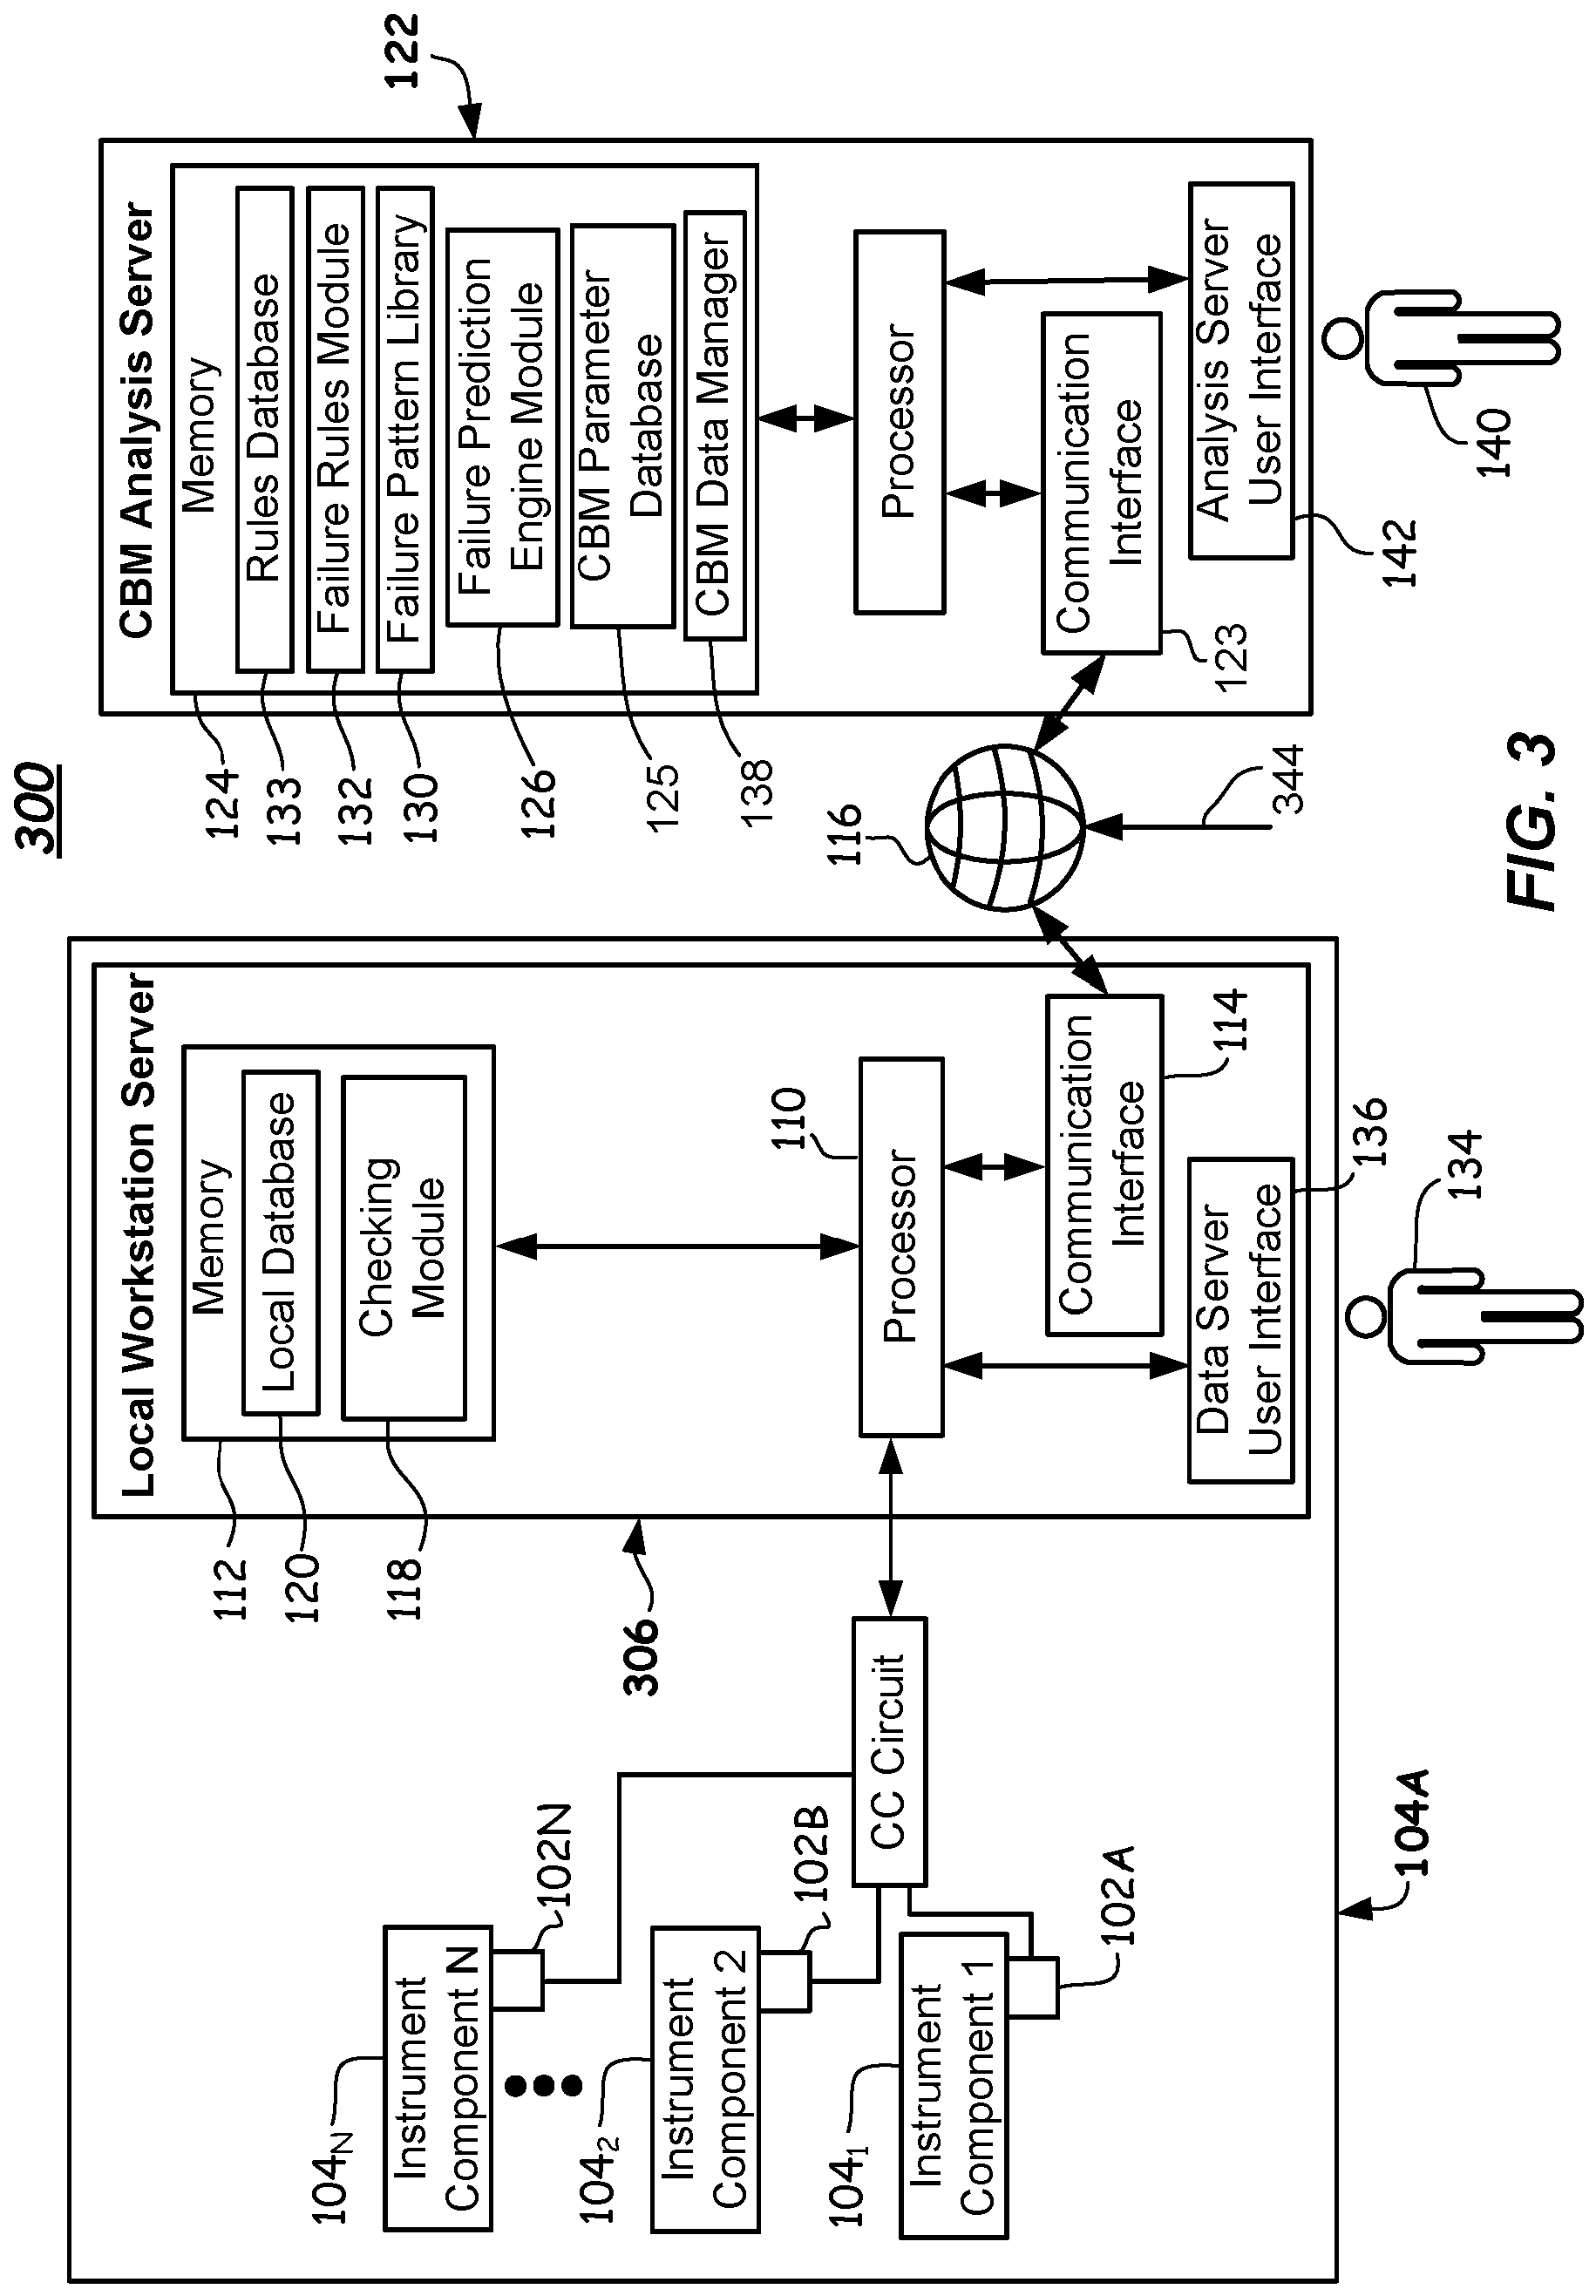 300
Local Workstation Server
Memory
Local Database
Checking
Module
112
120
118
306
110
Processor
Communication
Interface
114
Data Server
User Interface
136
134
CC Circuit
104N
Instrument
Component N
102N
1042
Instrument
Component 2
102B
1041
Instrument
Component 1
102A
104A
116
344
CBM Analysis Server
122
Memory
Rules Database
Failure Rules Module
Failure Pattern Library
Failure Prediction
Engine Module
CBM Parameter
Database
CBM Data Manager
124
133
132
130
126
125
138
Processor
Communication
Interface
123
Analysis Server
User Interface
142
140
FIG. 3